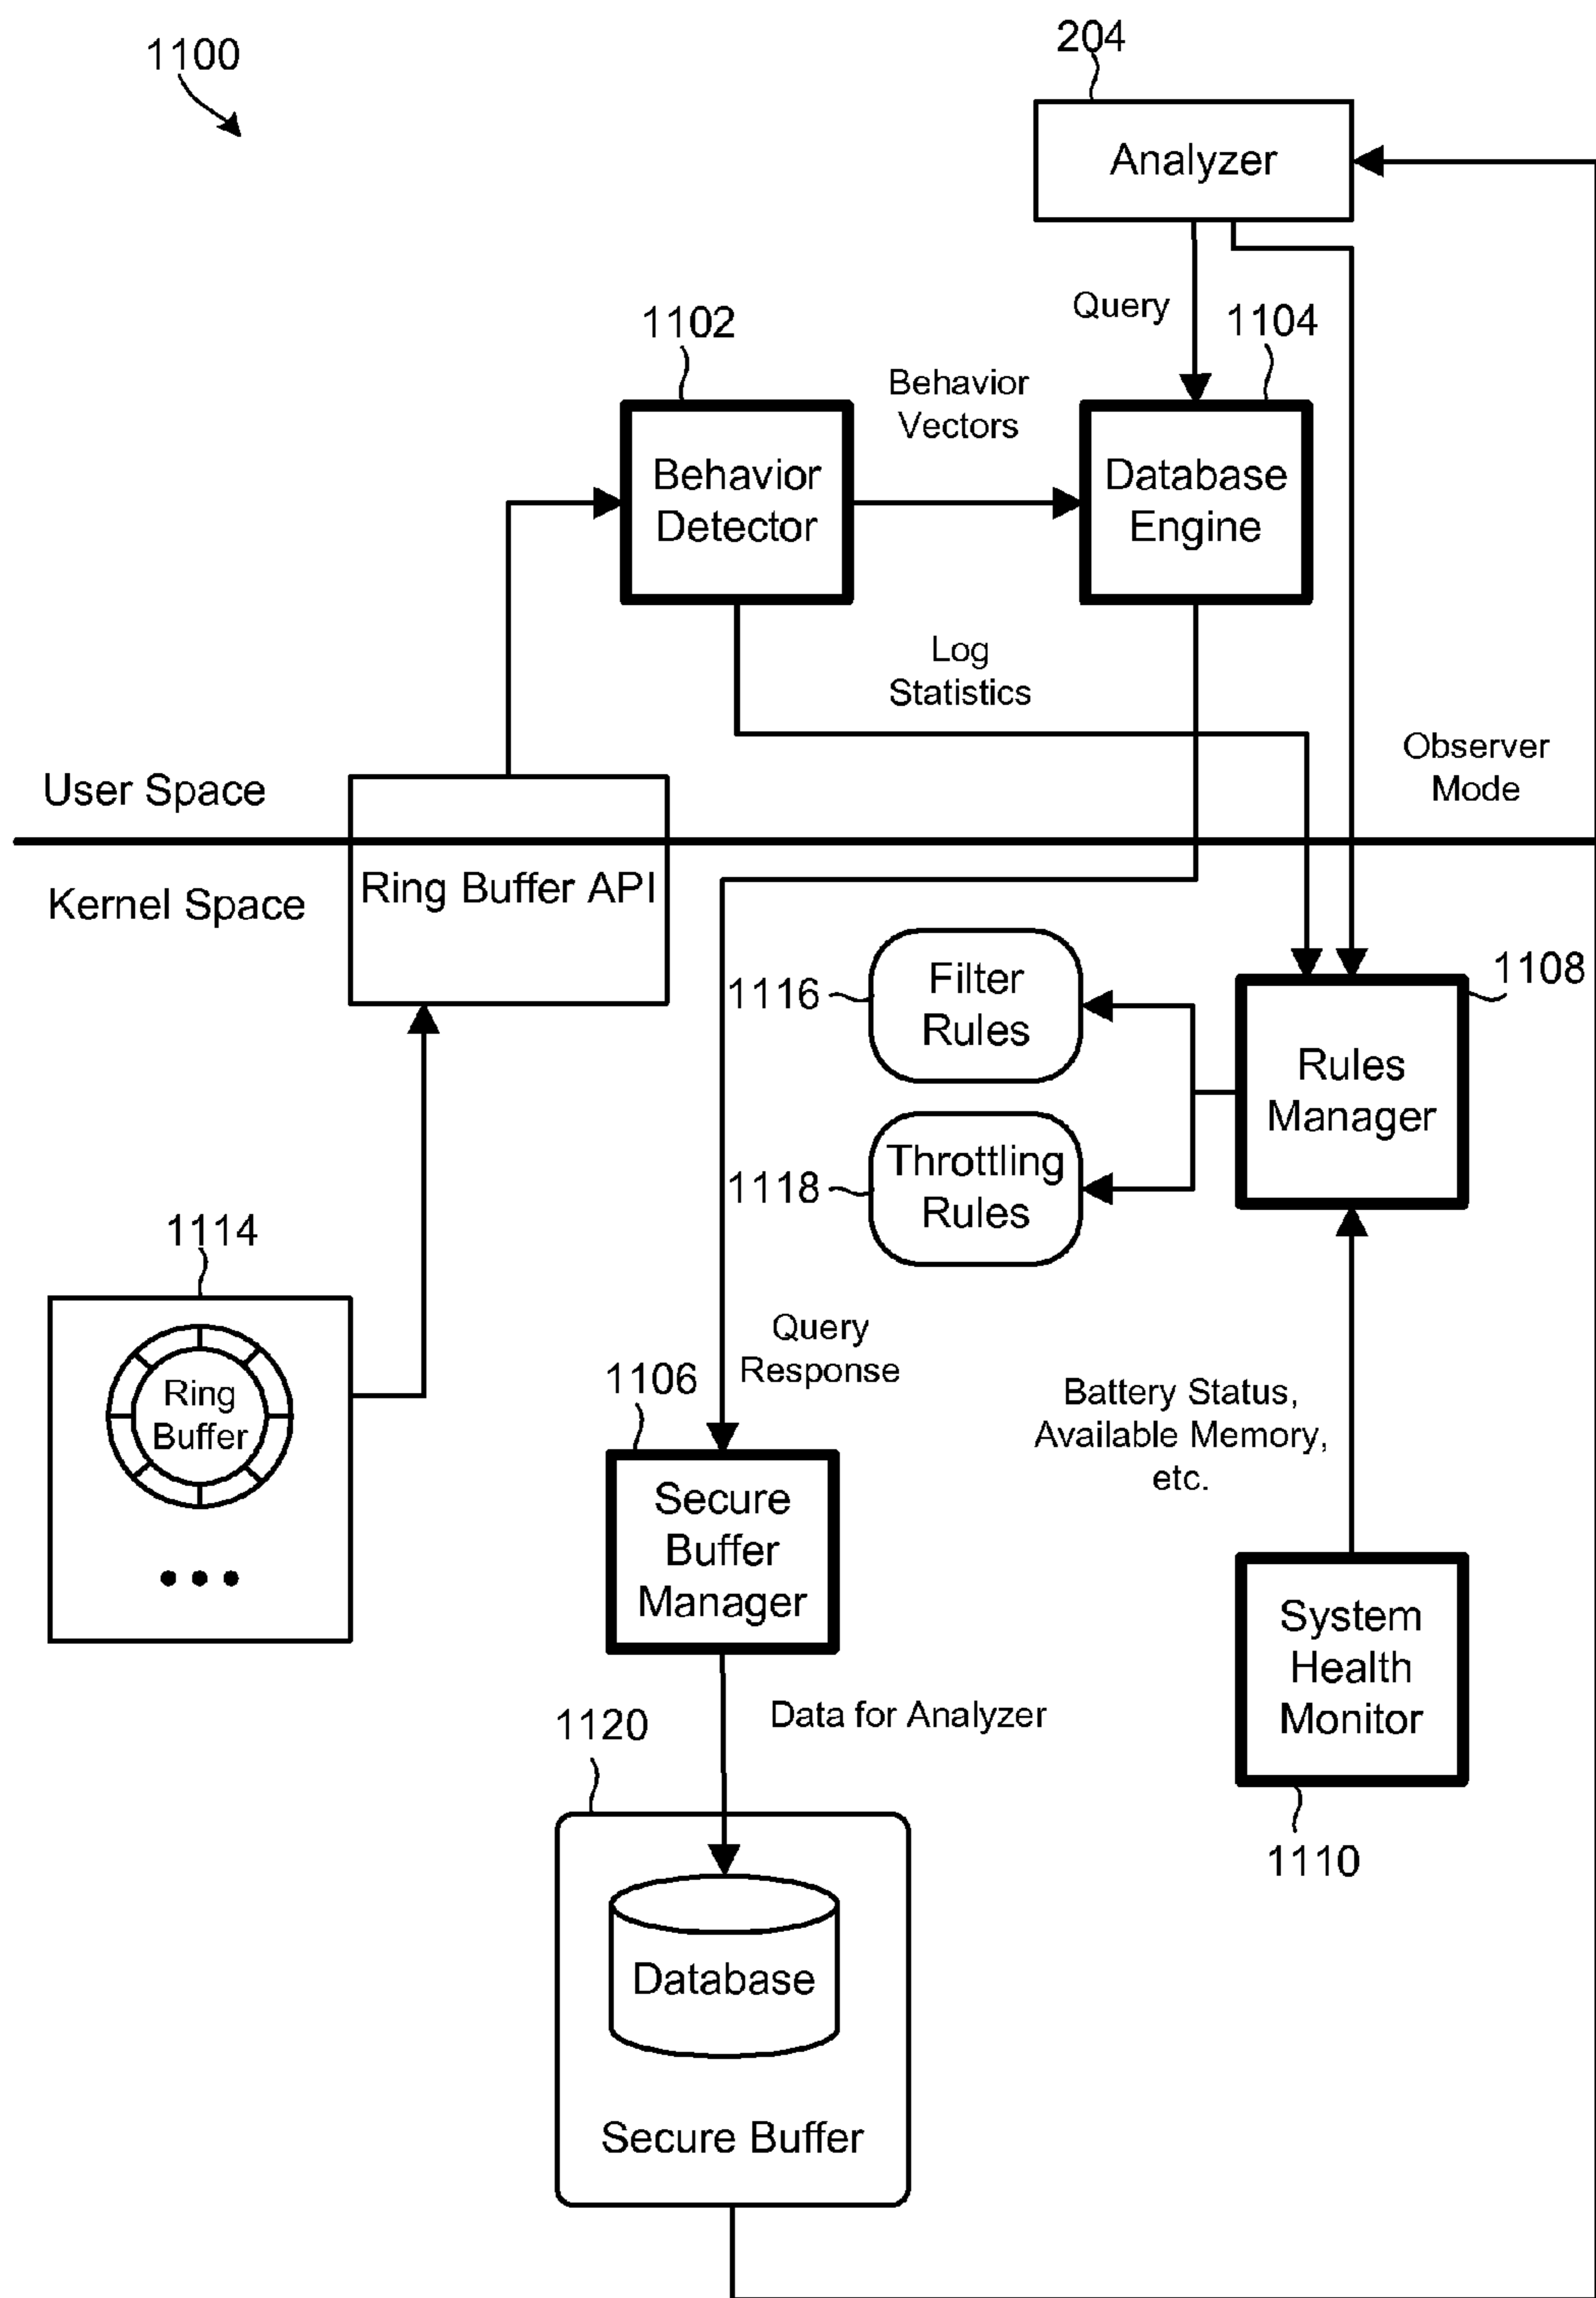 1100
204
Analyzer
Query
1104
1102
Behavior
Vectors
Behavior
Detector
Database
Engine
Log
Statistics
Observer
Mode
User Space
Kernel Space
Ring Buffer API
1108
1116
Filter
Rules
Rules
Manager
1118
Throttling
Rules
1114
Ring
Buffer
•••
Query
Response
1106
Battery Status,
Available Memory,
etc.
Secure
Buffer
Manager
System
Health
Monitor
1110
Data for Analyzer
1120
Database
Secure Buffer